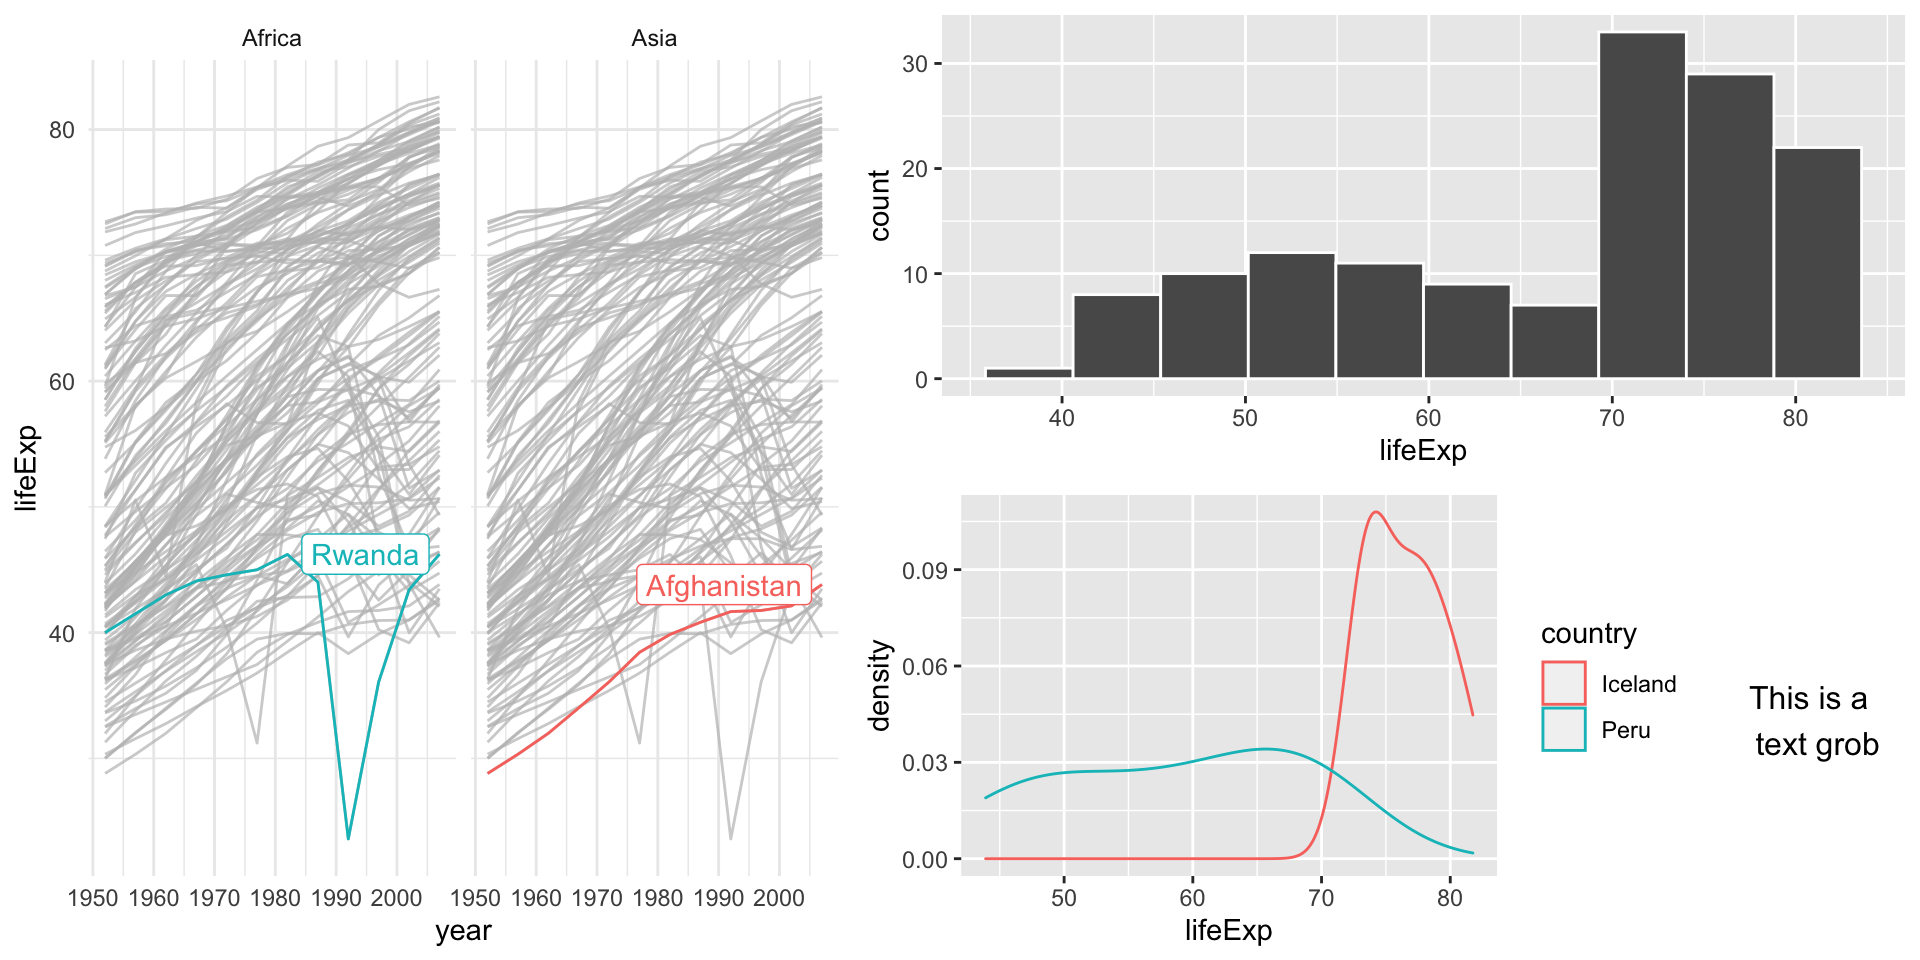 Africa
Asia
lifeExp
80
60
40
Rwanda
Afghanistan
1950 1960 1970 1980 1990 2000
1950 1960 1970 1980 1990 2000
year
count
30
20
10
0
40 50 60 70 80
lifeExp
density
0.09
0.06
0.03
0.00
50 60 70 80
lifeExp
country
Iceland
Peru
This is a
text grob